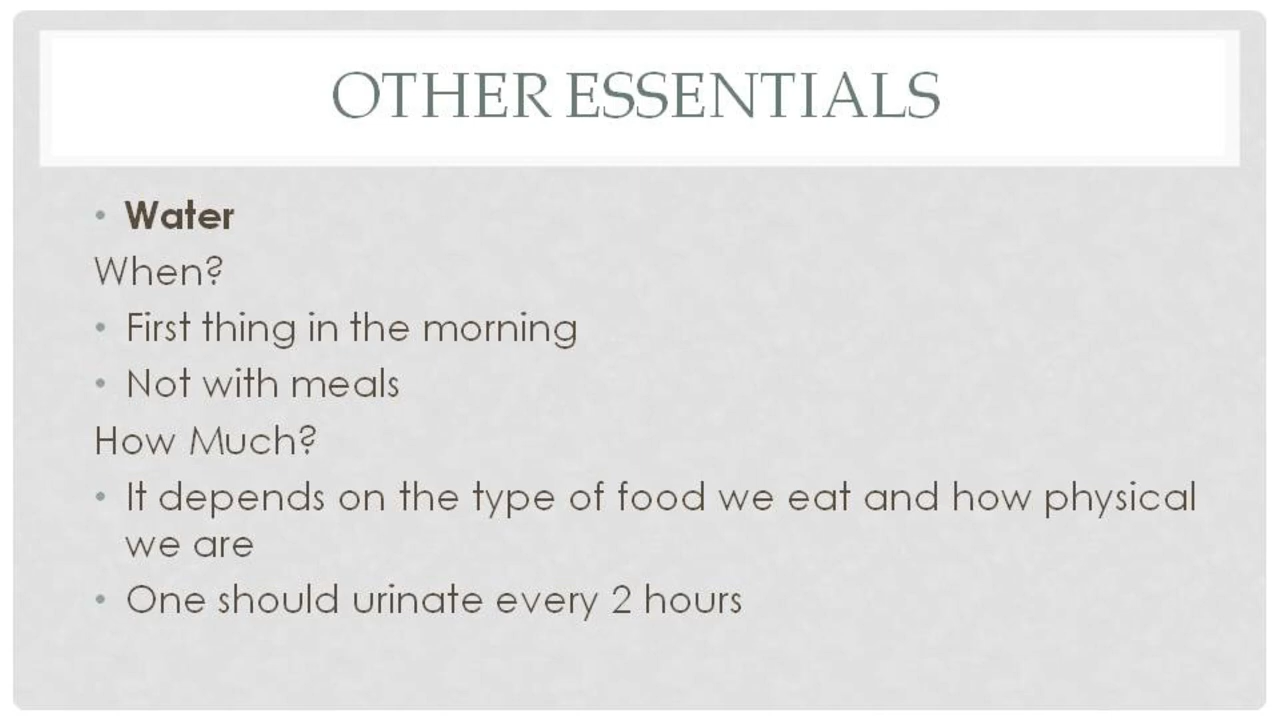 OTHER ESSENTIALS
• Water
When?
• First thing in the morning
• Not with meals
How Much?
• It depends on the type of food we eat and how physical
we are
• One should urinate every 2 hours